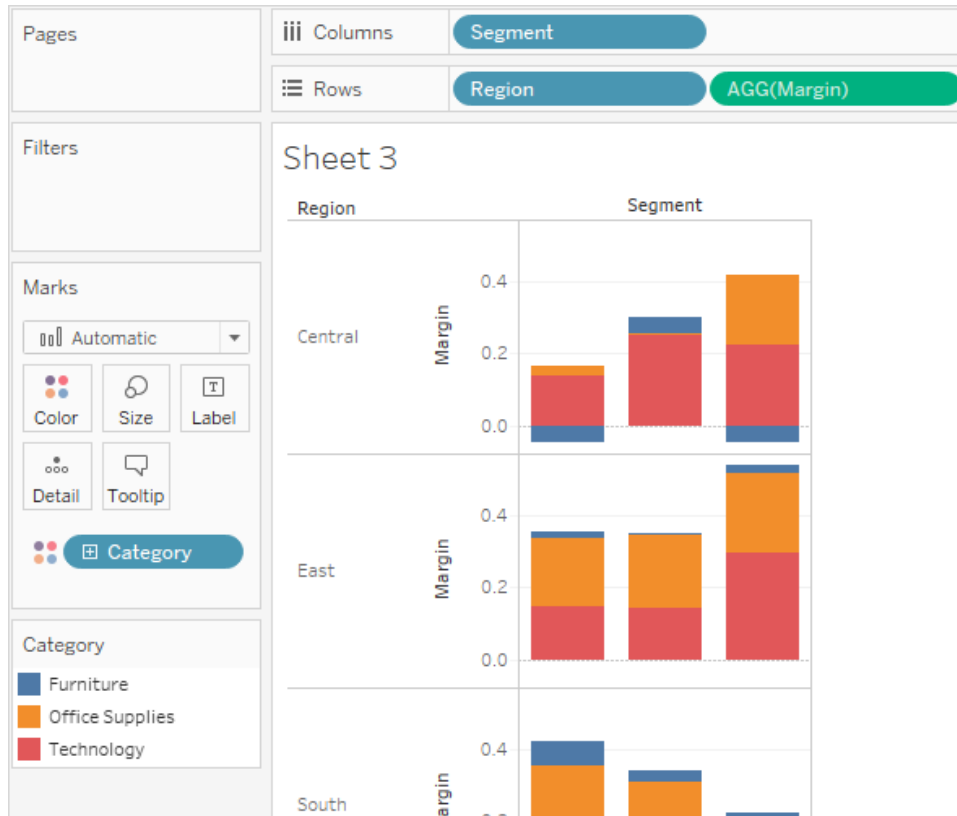 Pages
Columns
Segment
Rows
Region
AGG(Margin)
Filters
Sheet 3
Region
Segment
Marks
Automatic
Color
Size
T
Label
Detail
Tooltip
Category
Central
Margin
0.4
0.2
0.0
East
Margin
0.4
0.2
0.0
Category
Furniture
Office Supplies
Technology
South
0.4